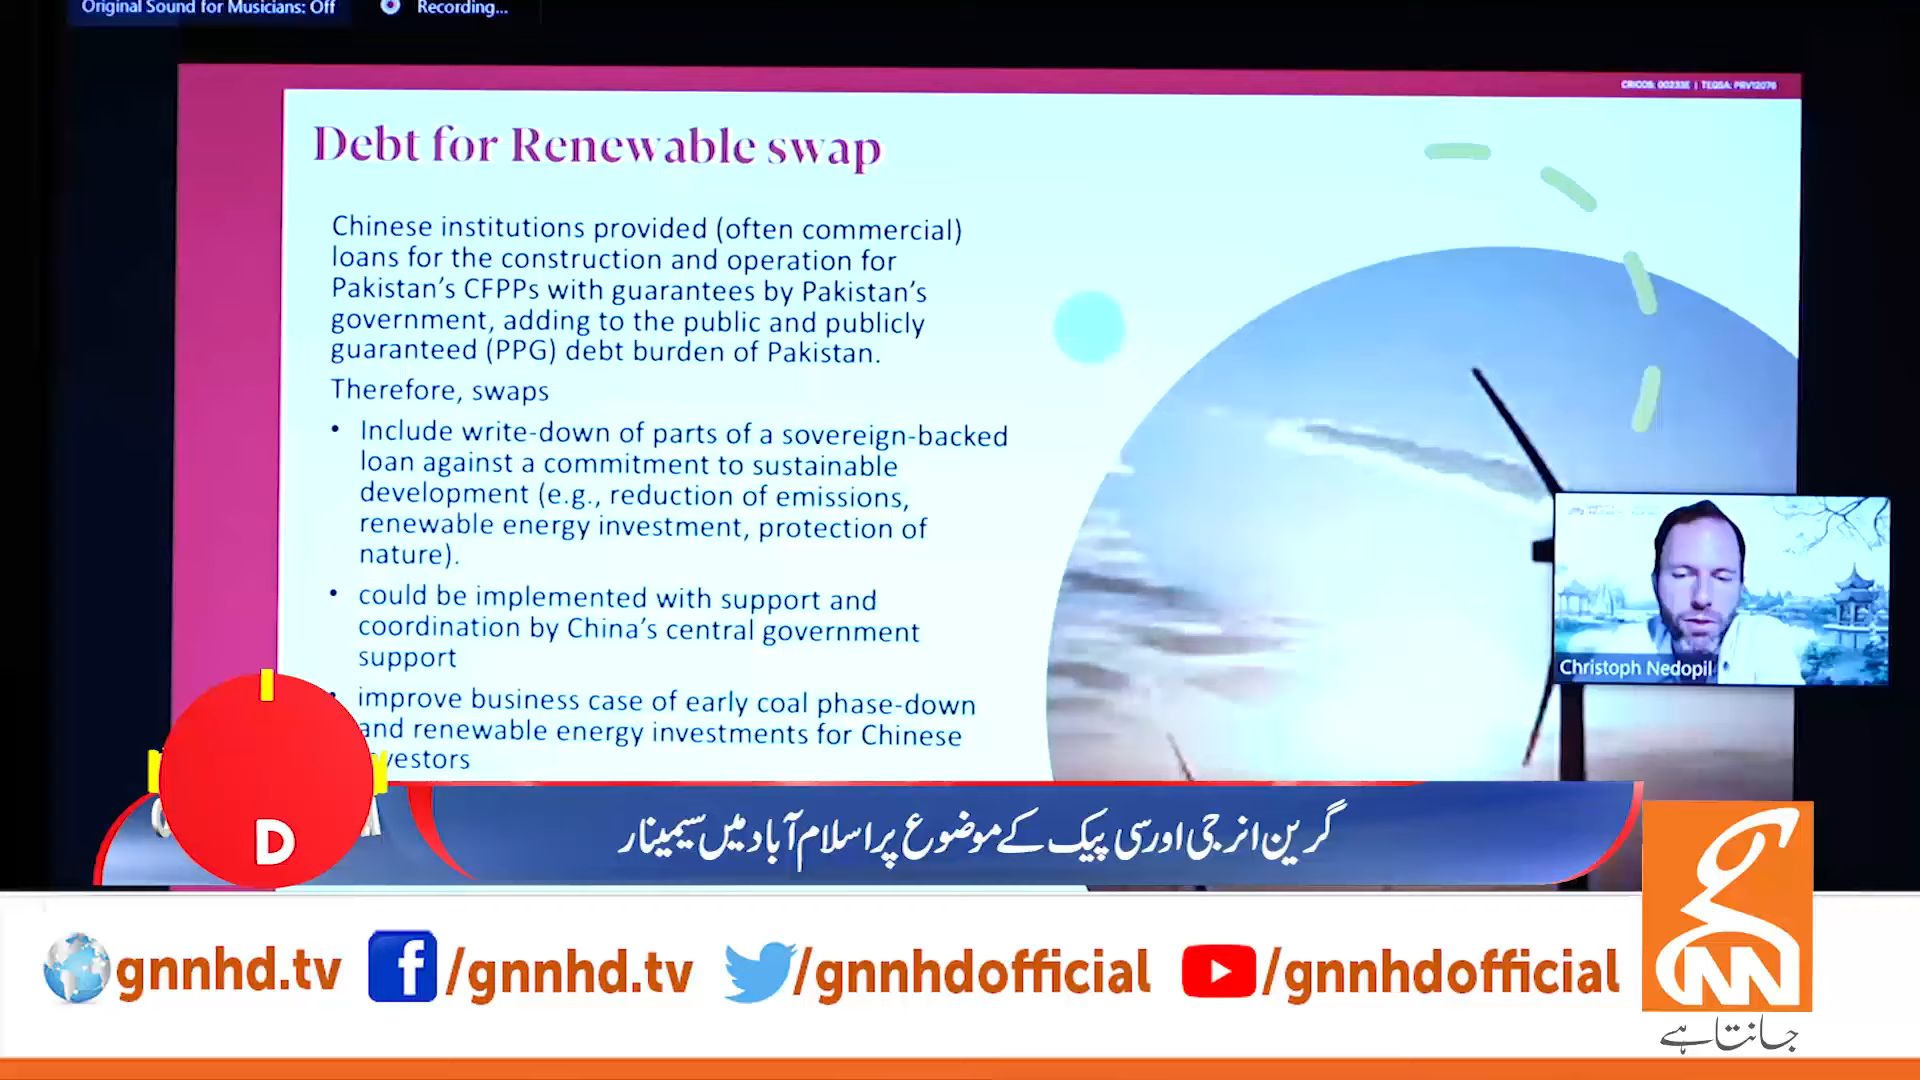 Original Sound for Musicians: Off
Recording...
CRICOS: 00233E | TEQSA: PRV12076
Debt for Renewable swap
Chinese institutions provided (often commercial)
loans for the construction and operation for
Pakistan's CFPPs with guarantees by Pakistan's
government, adding to the public and publicly
guaranteed (PPG) debt burden of Pakistan.
Therefore, swaps
• Include write-down of parts of a sovereign-backed
loan against a commitment to sustainable
development (e.g., reduction of emissions,
renewable energy investment, protection of
nature).
• could be implemented with support and
coordination by China's central government
support
• improve business case of early coal phase-down
and renewable energy investments for Chinese
vestors
Christoph Nedopil
D
گرین انرجی اور سی پیک کے موضوع پر اسلام آباد میں سیمینار
gnnhd.tv
/gnnhd.tv
/gnnhdofficial
/gnnhdofficial
GNN
جانتا ہے